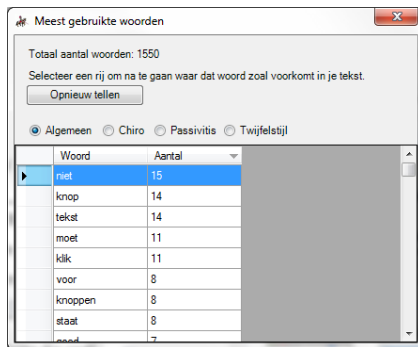 Meest gebruikte woorden
Totaal aantal woorden: 1550
Selecteer een rij om na te gaan waar dat woord zoal voorkomt in je tekst.
Opnieuw tellen
Algemeen Chiro Passivitis Twijfelstijl
Woord Aantal
niet 15
knop 14
tekst 14
moet 11
klik 11
voor 8
knoppen 8
staat 8
goed 7